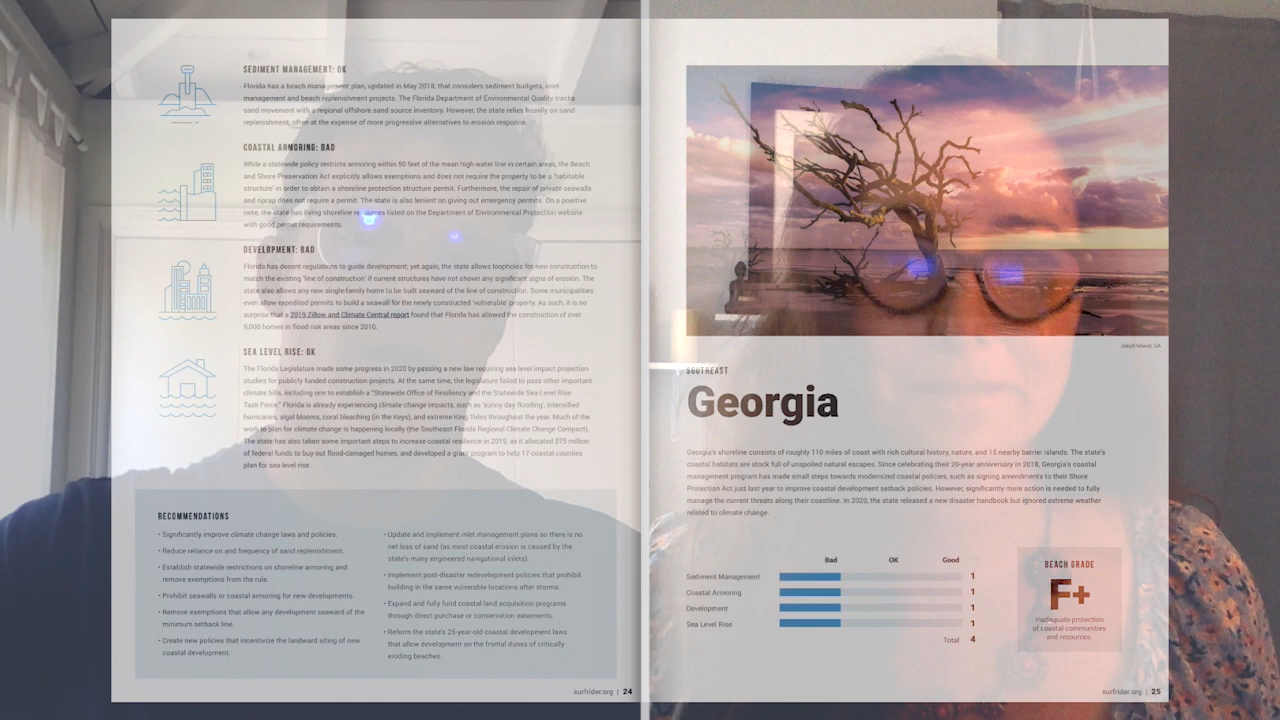 SEDIMENT MANAGEMENT: OK
Florida has a beach management plan, updated in May 2018, that considers sediment budgets, inlet
management and beach replenishment projects. The Florida Department of Environmental Quality tracks
sand movement with a regional offshore sand source inventory. However, the state relies heavily on sand
replenishment, often at the expense of more progressive alternatives to erosion response.
COASTAL ARMORING: BAD
While a statewide policy restricts armoring within 50 feet of the mean high-water line in certain areas, the Beach
and Shore Preservation Act explicitly allows exemptions and does not require the property to be a 'habitable
structure' in order to obtain a shoreline protection structure permit. Furthermore, the repair of private seawalls
and riprap does not require a permit. The state is also lenient on giving out emergency permits. On a positive
note, the state has living shoreline resources listed on the Department of Environmental Protection website
with good permit requirements.
DEVELOPMENT: BAD
Florida has decent regulations to guide development; yet again, the state allows loopholes for new construction to
match the existing 'line of construction' if current structures have not shown any significant signs of erosion. The
state also allows any new single-family home to be built seaward of the line of construction. Some municipalities
even allow expedited permits to build a seawall for the newly constructed 'vulnerable' property. As such, it is no
surprise that a 2019 Zillow and Climate Central report found that Florida has allowed the construction of over
9,000 homes in flood risk areas since 2010.
SEA LEVEL RISE: OK
The Florida Legislature made some progress in 2020 by passing a new law requiring sea level impact projection
studies for publicly funded construction projects. At the same time, the legislature failed to pass other important
climate bills, including one to establish a "Statewide Office of Resiliency and the Statewide Sea-Level Rise
Task Force." Florida is already experiencing climate change impacts, such as 'sunny day flooding', intensified
hurricanes, algal blooms, coral bleaching (in the Keys), and extreme King Tides throughout the year. Much of the
work to plan for climate change is happening locally (the Southeast Florida Regional Climate Change Compact).
The state has also taken some important steps to increase coastal resilience in 2019, as it allocated $75 million
of federal funds to buy out flood-damaged homes, and developed a grant program to help 17 coastal counties
plan for sea level rise.
RECOMMENDATIONS
• Significantly improve climate change laws and policies.
• Reduce reliance on and frequency of sand replenishment.
• Establish statewide restrictions on shoreline armoring and
remove exemptions from the rule.
• Prohibit seawalls or coastal armoring for new developments.
• Remove exemptions that allow any development seaward of the
minimum setback line.
• Create new policies that incentivize the landward siting of new
coastal development.
• Update and implement inlet management plans so there is no
net loss of sand (as most coastal erosion is caused by the
state's many engineered navigational inlets).
• Implement post-disaster redevelopment policies that prohibit
building in the same vulnerable locations after storms.
• Expand and fully fund coastal land acquisition programs
through direct purchase or conservation easements.
• Reform the state's 25-year-old coastal development laws
that allow development on the frontal dunes of critically
eroding beaches.
surfrider.org | 24
Jekyll Island, GA
SOUTHEAST
Georgia
Georgia's shoreline consists of roughly 110 miles of coast with rich cultural history, nature, and 15 nearby barrier islands. The state's
coastal habitats are stock full of unspoiled natural escapes. Since celebrating their 20-year anniversary in 2018, Georgia's coastal
management program has made small steps towards modernized coastal policies, such as signing amendments to their Shore
Protection Act just last year to improve coastal development setback policies. However, significantly more action is needed to fully
manage the current threats along their coastline. In 2020, the state released a new disaster handbook but ignored extreme weather
related to climate change.
Bad OK Good
Sediment Management 1
Coastal Armoring 1
Development 1
Sea Level Rise 1
Total 4
BEACH GRADE
F+
Inadequate protection
of coastal communities
and resources.
surfrider.org | 25